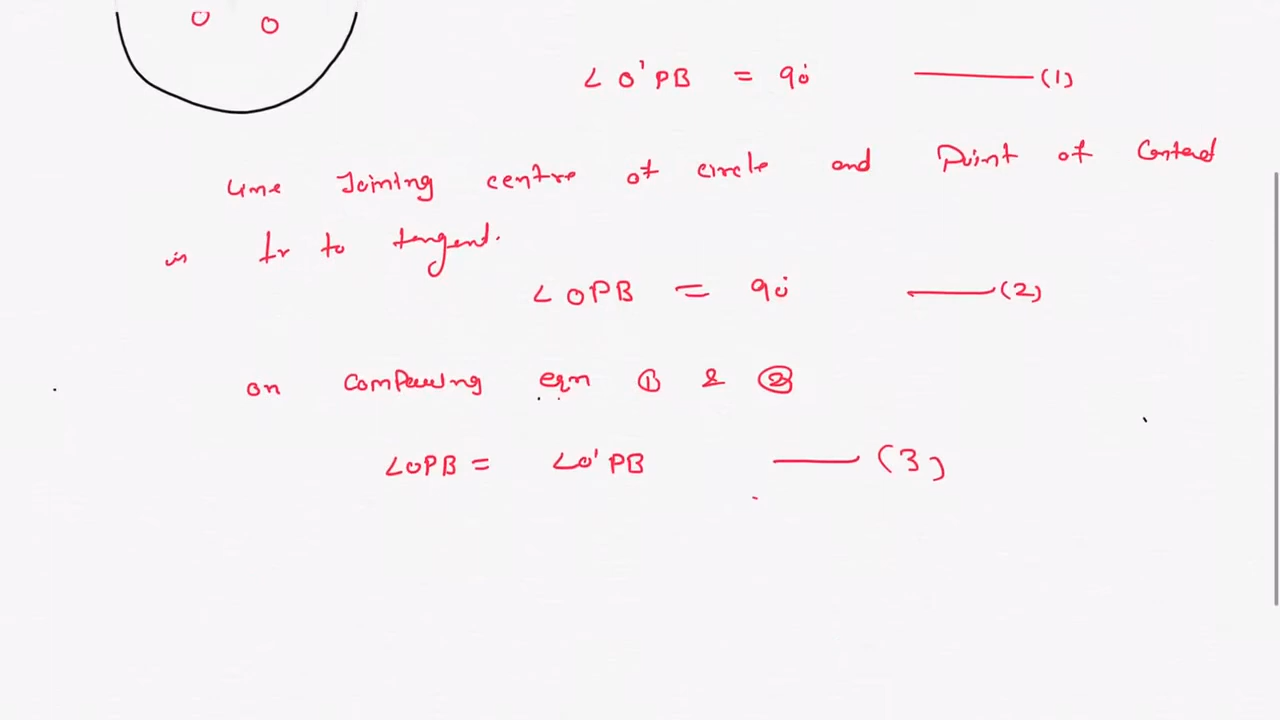 O' O
∠ O'PB = 90° ——— (1)
Line Joining centre of circle and Point of Contact
is ⊥r to tangent.
∠ OPB = 90° ——— (2)
on Comparing eqn ① & ②
∠OPB = ∠O'PB ——— (3)